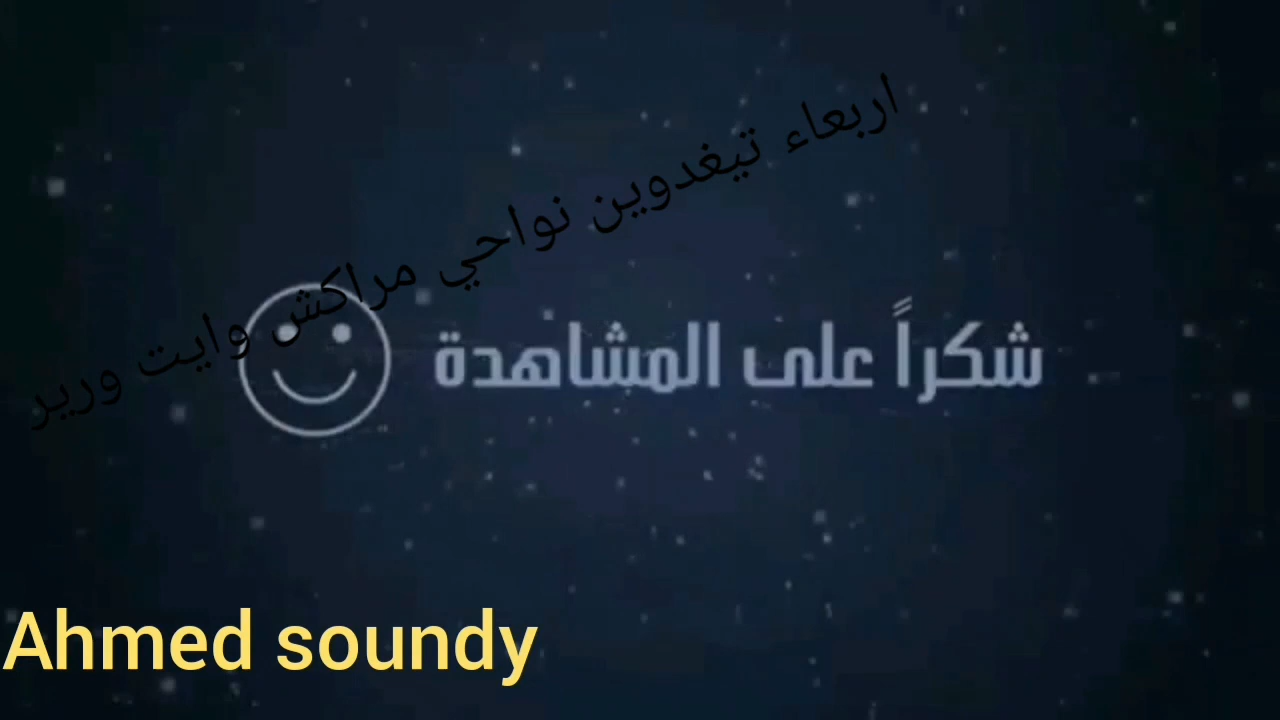 اربعاء تيغدوين نواحي مراكش وايت ورير
شكراً على المشاهدة
Ahmed soundy